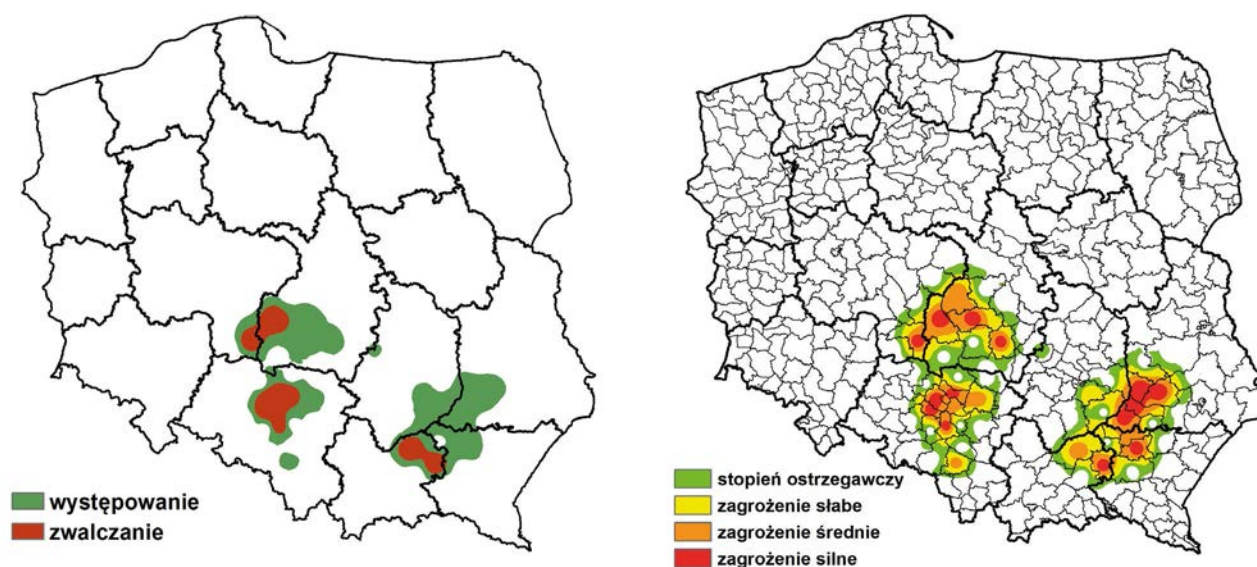 występowanie
zwalczanie
stopień ostrzegawczy
zagrożenie słabe
zagrożenie średnie
zagrożenie silne